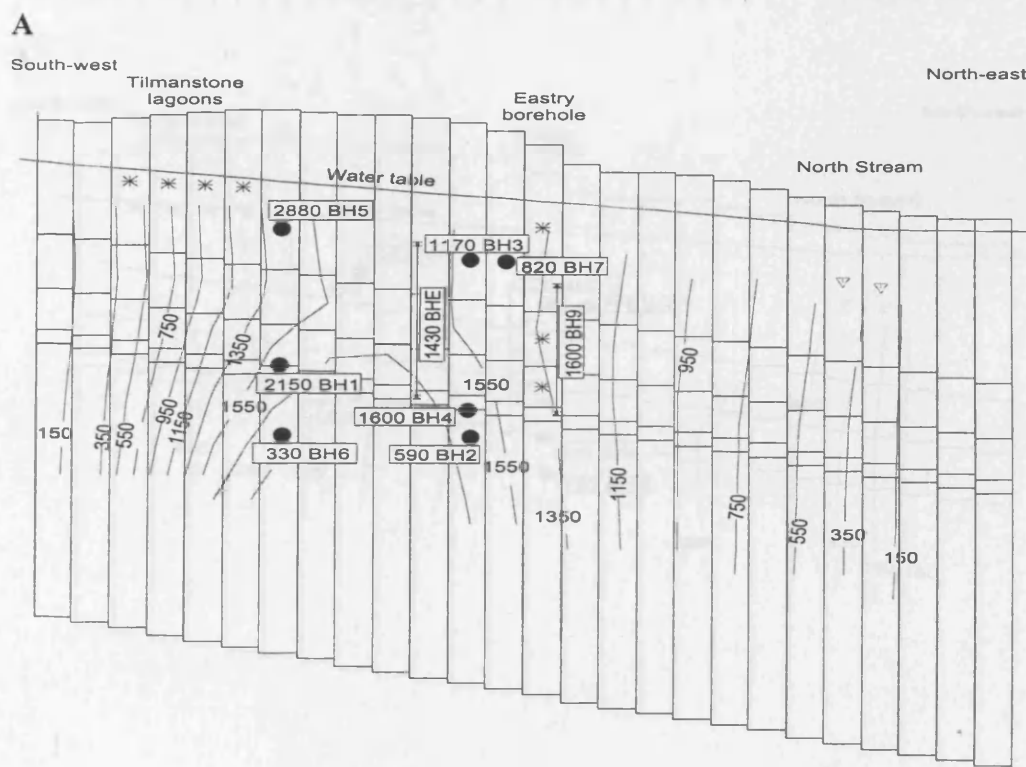 A
South-west
North-east
Tilmanstone
lagoons
Eastry
borehole
North Stream
Water table
2880 BH5
1170 BH3
820 BH7
1430 BHE
1600 BH9
750
1350
950
1550
2150 BH1
1550
1600 BH4
150
350
550
950
1150
330 BH6
590 BH2
1550
1150
1350
750
550
350
150